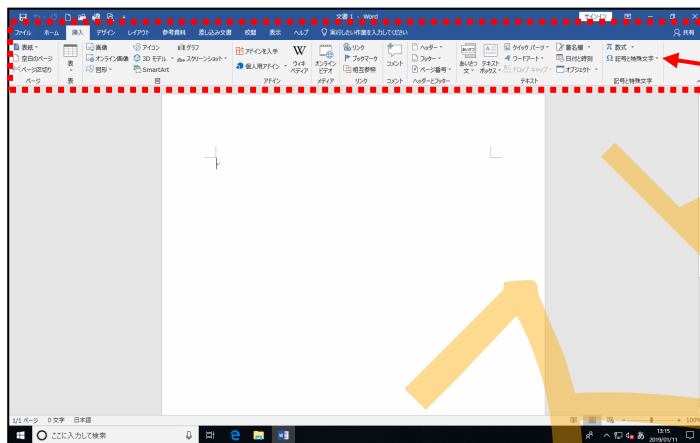 文書 1 - Word
サインイン
ファイル ホーム 挿入 デザイン レイアウト 参考資料 差し込み文書 校閲 表示 ヘルプ 実行したい作業を入力してください 共有
表紙
空白のページ
ページ区切り
ページ
表
表
画像
オンライン画像
図形
アイコン
3D モデル
SmartArt
グラフ
スクリーンショット
図
アドインを入手
個人用アドイン
W
ウィキ
ペディア
アドイン
オンライン
ビデオ
メディア
リンク
ブックマーク
相互参照
リンク
コメント
コメント
ヘッダー
フッター
ページ番号
ヘッダーとフッター
あいさつ
文
テキスト
ボックス
クイック パーツ
ワードアート
ドロップ キャップ
署名欄
日付と時刻
オブジェクト
テキスト
π 数式
Ω 記号と特殊文字
記号と特殊文字
1/1 ページ 0 文字 日本語
100%
ここに入力して検索
あ
13:15
2019/01/11